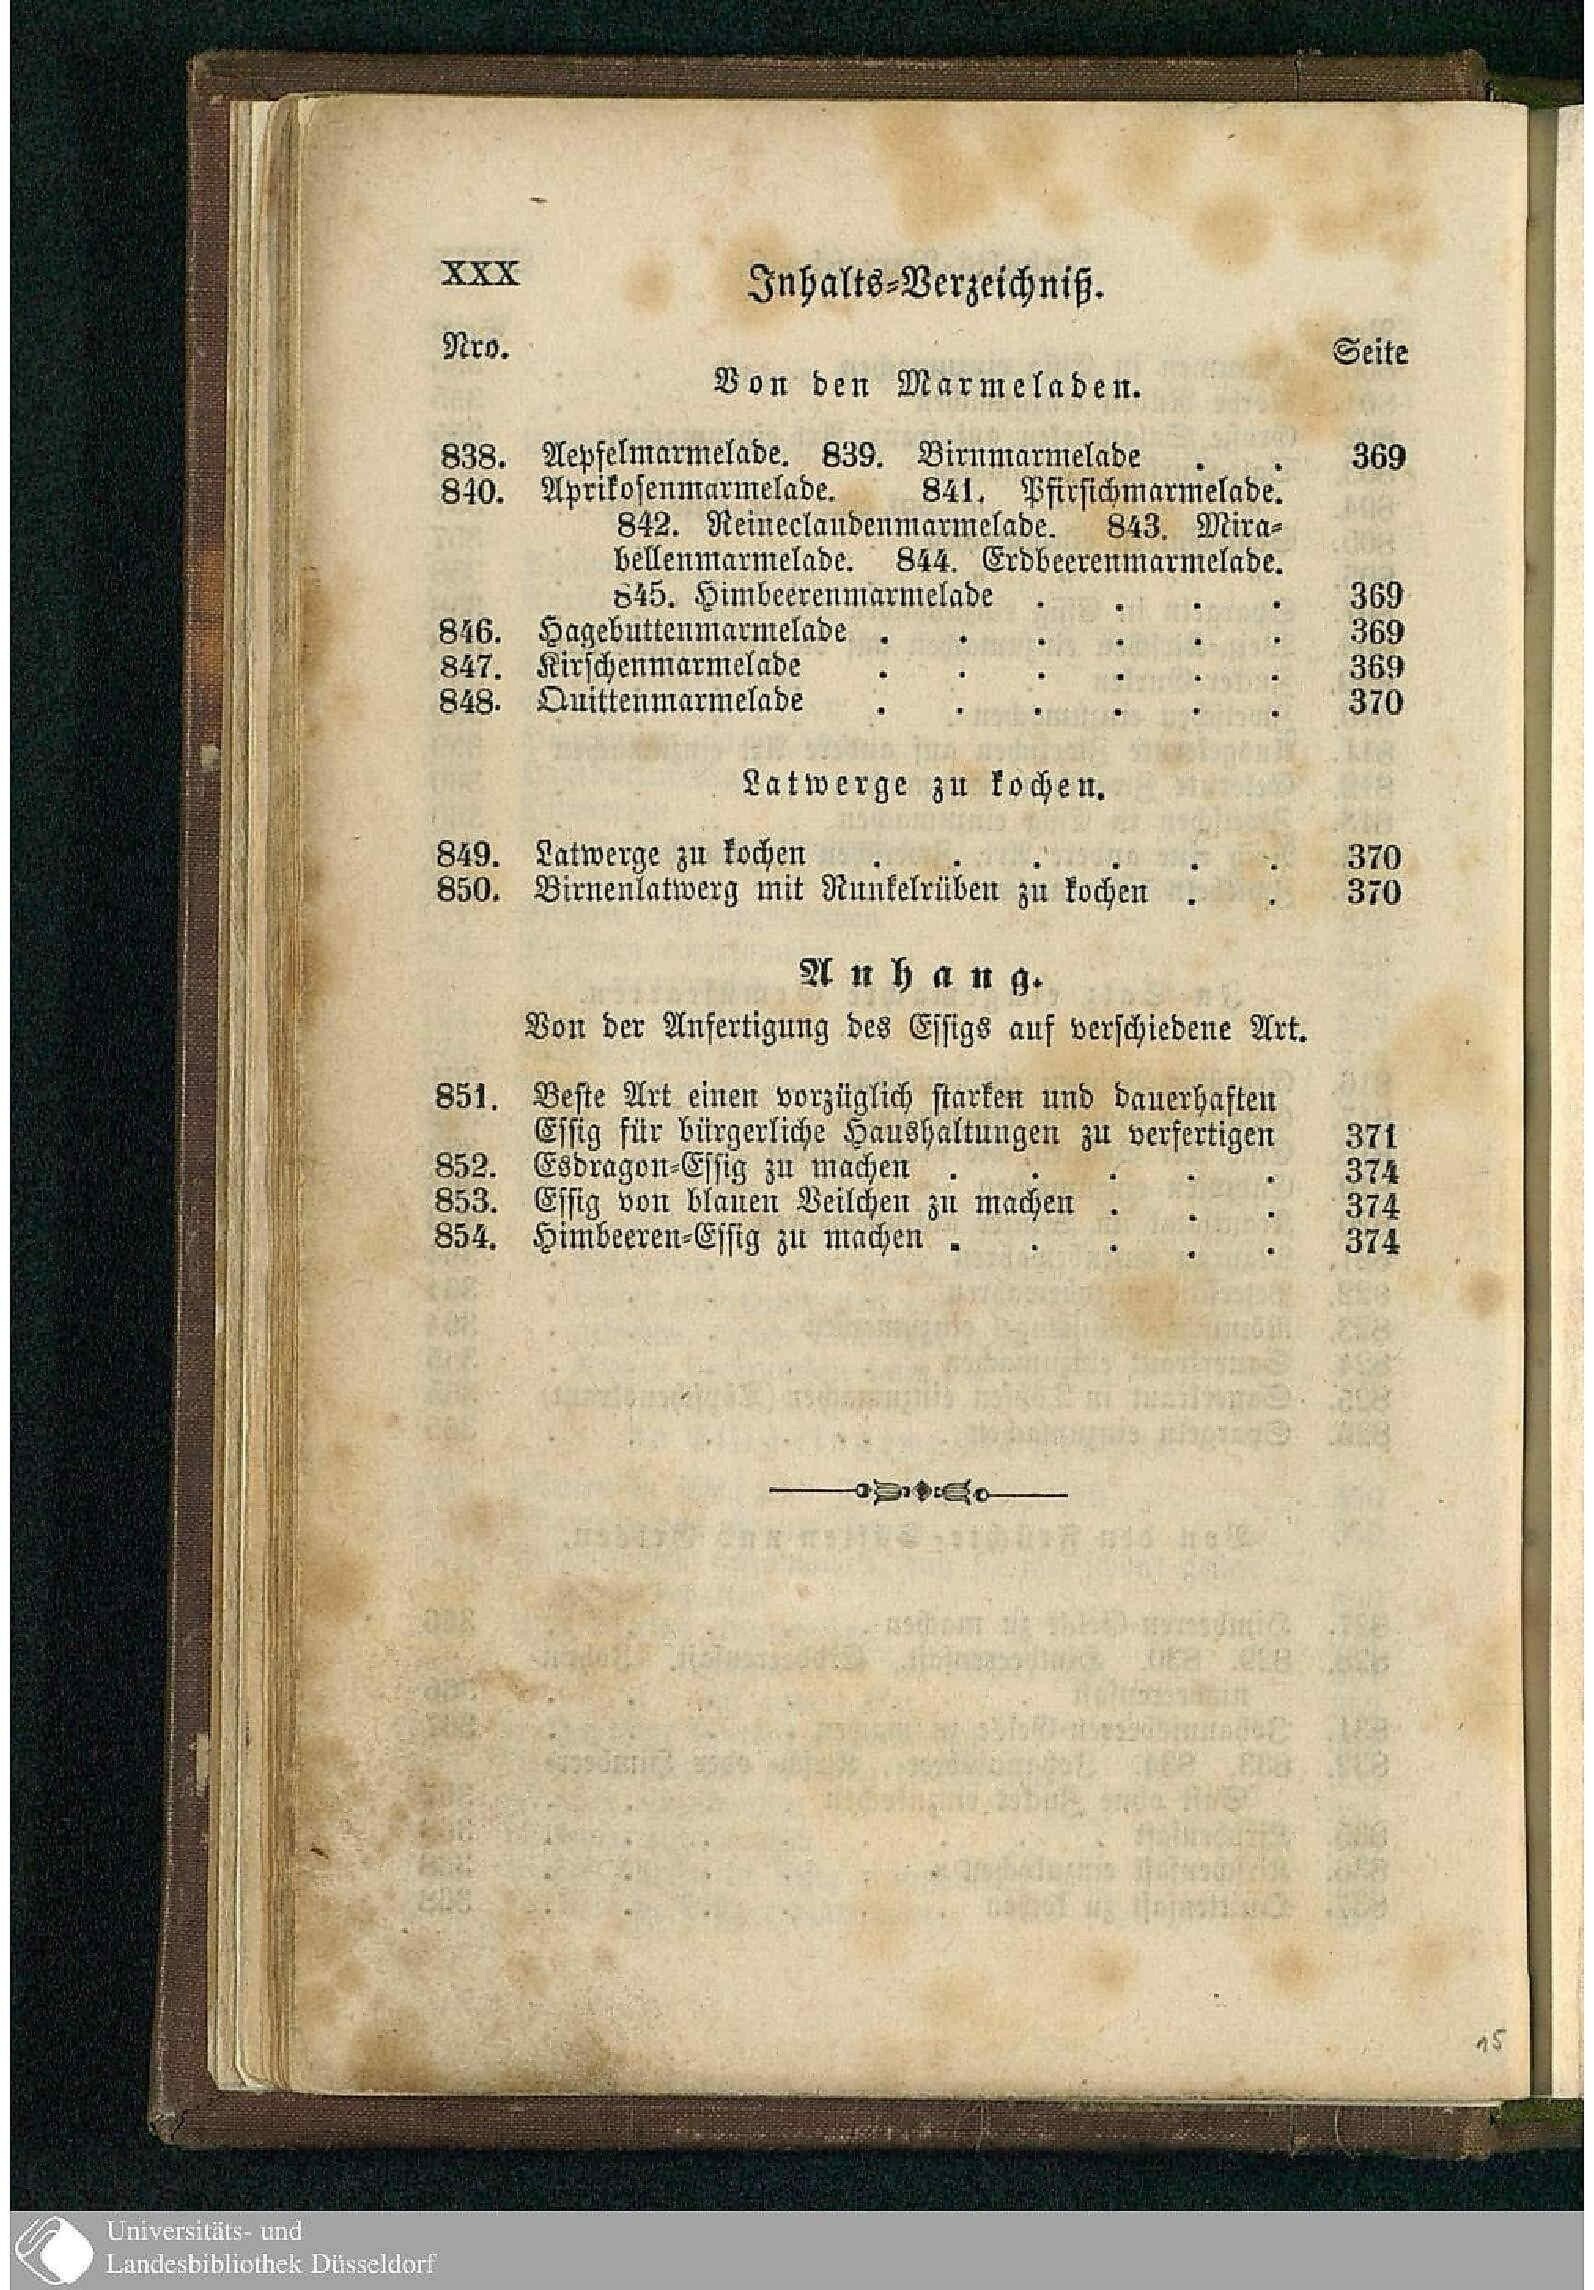 XXX Inhalts-Verzeichniß.
Nro. Seite
Von den Marmeladen.
838. Aepfelmarmelade. 839. Birnmarmelade . . 369
840. Aprikosenmarmelade. 841. Pfirsichmarmelade.
842. Reineclaudenmarmelade. 843. Mira-
bellenmarmelade. 844. Erdbeerenmarmelade.
845. Himbeerenmarmelade . . . . 369
846. Hagebuttenmarmelade . . . . . . 369
847. Kirschenmarmelade . . . . . . 369
848. Quittenmarmelade . . . . . . 370
Latwerge zu kochen.
849. Latwerge zu kochen . . . . . . 370
850. Birnenlatwerg mit Runkelrüben zu kochen . . 370
Anhang.
Von der Anfertigung des Essigs auf verschiedene Art.
851. Beste Art einen vorzüglich starken und dauerhaften
Essig für bürgerliche Haushaltungen zu verfertigen 371
852. Esdragon-Essig zu machen . . . . . 374
853. Essig von blauen Veilchen zu machen . . . 374
854. Himbeeren-Essig zu machen . . . . . 374
15
Universitäts- und
Landesbibliothek Düsseldorf